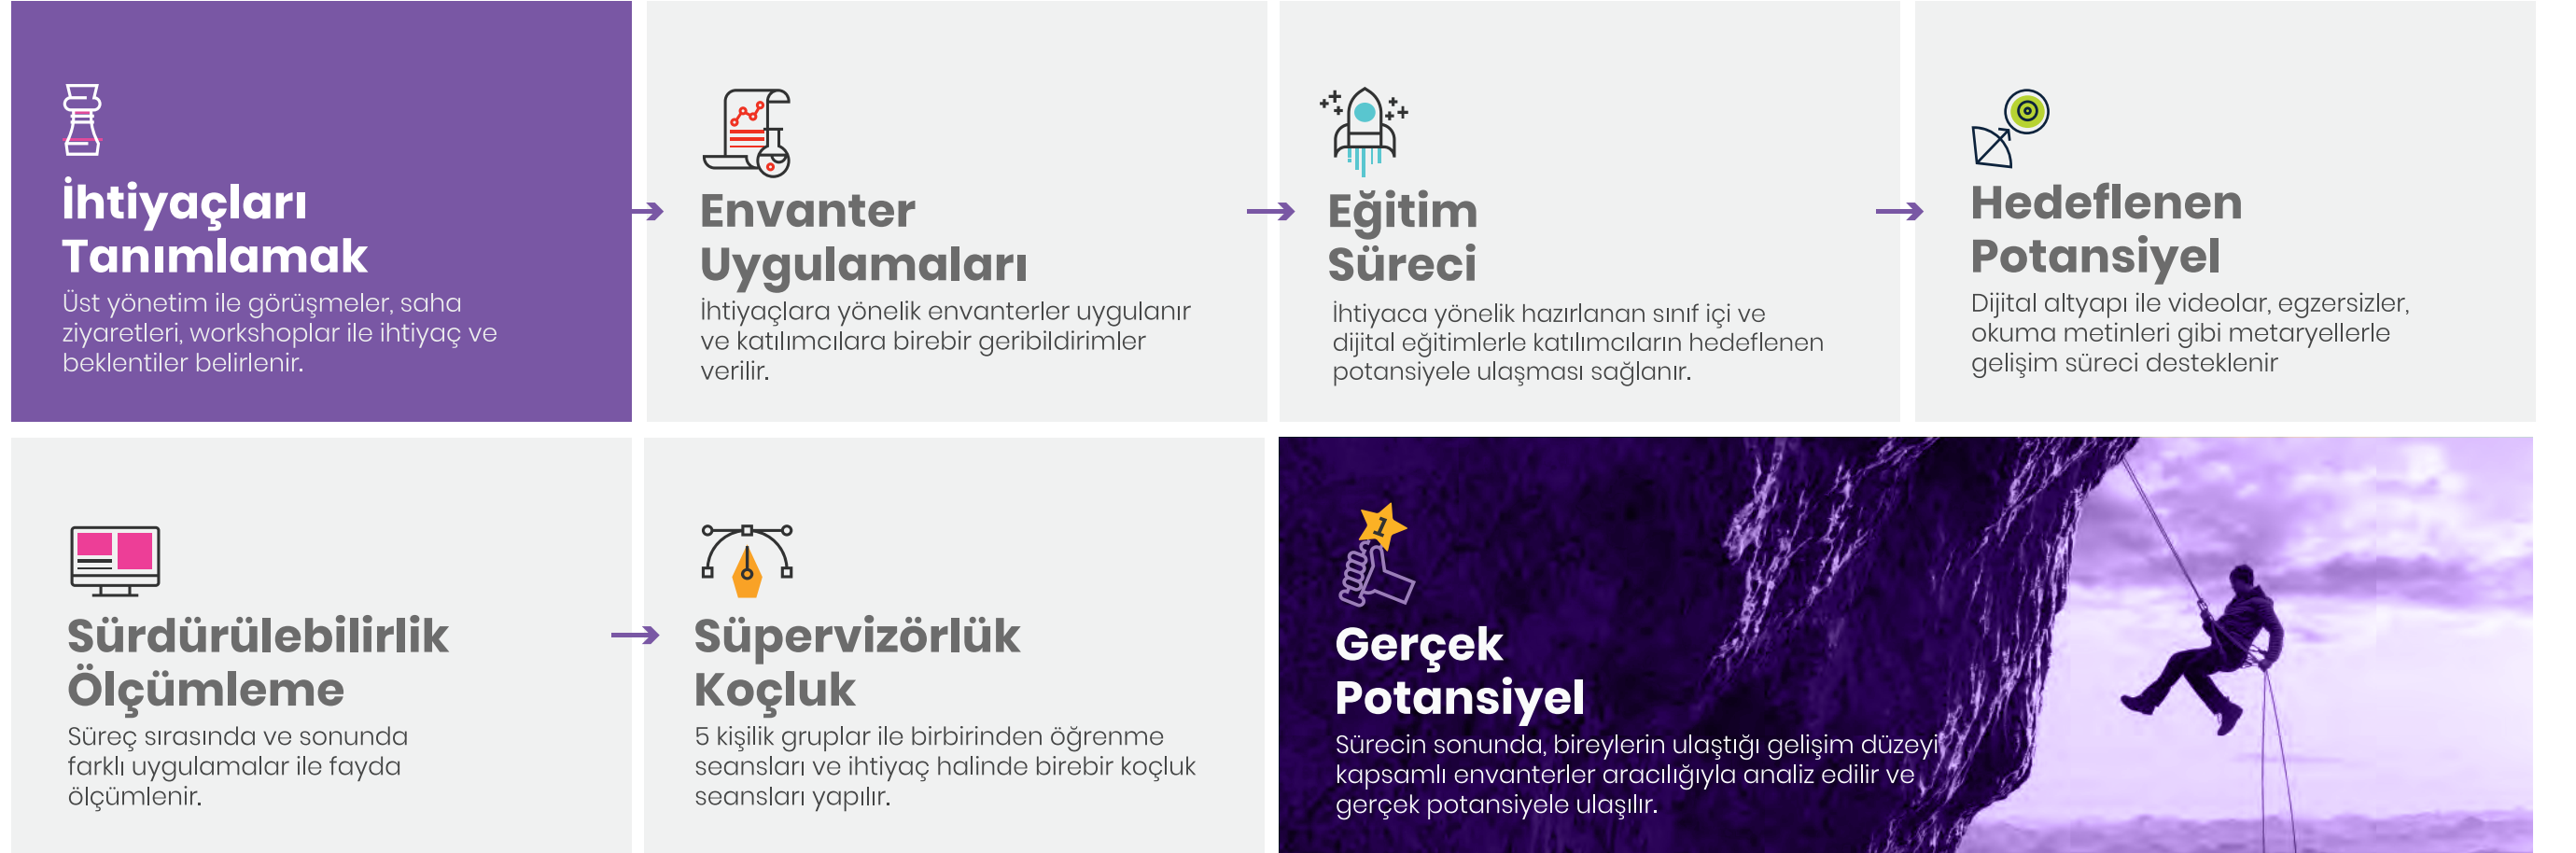 İhtiyaçları
Tanımlamak
Üst yönetim ile görüşmeler, saha
ziyaretleri, workshoplar ile ihtiyaç ve
beklentiler belirlenir.
Envanter
Uygulamaları
İhtiyaçlara yönelik envanterler uygulanır
ve katılımcılara birebir geribildirimler
verilir.
Eğitim
Süreci
İhtiyaca yönelik hazırlanan sınıf içi ve
dijital eğitimlerle katılımcıların hedeflenen
potansiyele ulaşması sağlanır.
Hedeflenen
Potansiyel
Dijital altyapı ile videolar, egzersizler,
okuma metinleri gibi metaryellerle
gelişim süreci desteklenir
Sürdürülebilirlik
Ölçümleme
Süreç sırasında ve sonunda
farklı uygulamalar ile fayda
ölçümlenir.
Süpervizörlük
Koçluk
5 kişilik gruplar ile birbirinden öğrenme
seansları ve ihtiyaç halinde birebir koçluk
seansları yapılır.
1
Gerçek
Potansiyel
Sürecin sonunda, bireylerin ulaştığı gelişim düzeyi
kapsamlı envanterler aracılığıyla analiz edilir ve
gerçek potansiyele ulaşılır.